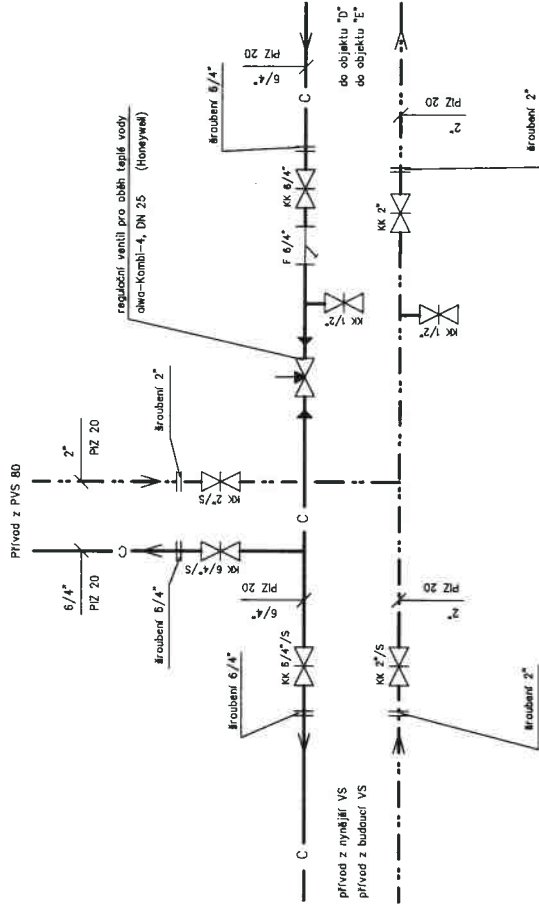 Přívod z PVS 8D
6/4"
PIZ 20
2"
PIZ 20
šroubení 6/4"
šroubení 2"
KK 6/4"/S
KK 2"/S
regulační ventil pro oběh teplé vody
alwa-Kombi-4, DN 25 (Honeywell)
šroubení 6/4"
šroubení 6/4"
C
C
C
C
6/4"
PIZ 20
KK 6/4"/S
F 6/4"
KK 6/4"
6/4"
PIZ 20
KK 1/2"
přívod z nynější VS
přívod z budoucí VS
do objektu "D"
do objektu "E"
KK 2"/S
2"
PIZ 20
KK 1/2"
KK 2"
2"
PIZ 20
šroubení 2"
šroubení 2"